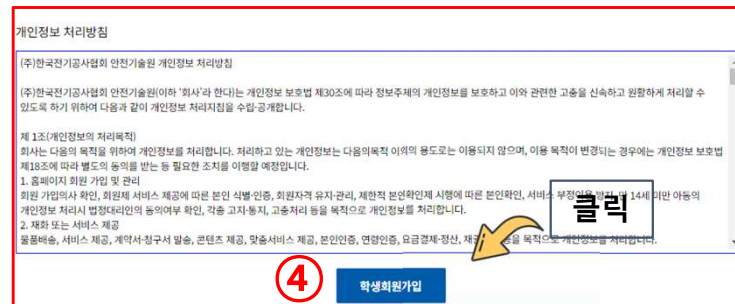 개인정보 처리방침
(주)한국전기공사협회 안전기술원 개인정보 처리방침
(주)한국전기공사협회 안전기술원(이하 '회사'라 한다)는 개인정보 보호법 제30조에 따라 정보주체의 개인정보를 보호하고 이와 관련한 고충을 신속하고 원활하게 처리할 수
있도록 하기 위하여 다음과 같이 개인정보 처리지침을 수립·공개합니다.
제 1조(개인정보의 처리목적)
회사는 다음의 목적을 위하여 개인정보를 처리합니다. 처리하고 있는 개인정보는 다음의목적 이외의 용도로는 이용되지 않으며, 이용 목적이 변경되는 경우에는 개인정보 보호법
제18조에 따라 별도의 동의를 받는 등 필요한 조치를 이행할 예정입니다.
1. 홈페이지 회원 가입 및 관리
회원 가입의사 확인, 회원제 서비스 제공에 따른 본인 식별·인증, 회원자격 유지·관리, 제한적 본인확인제 시행에 따른 본인확인, 서비스 부정이용 방지, 만 14세 미만 아동의
개인정보 처리시 법정대리인의 동의여부 확인, 각종 고지·통지, 고충처리 등을 목적으로 개인정보를 처리합니다.
클릭
2. 재화 또는 서비스 제공
물품배송, 서비스 제공, 계약서·청구서 발송, 콘텐츠 제공, 맞춤서비스 제공, 본인인증, 연령인증, 요금결제·정산, 을 목적으로 개인정보를 처리합니다.
④
학생회원가입